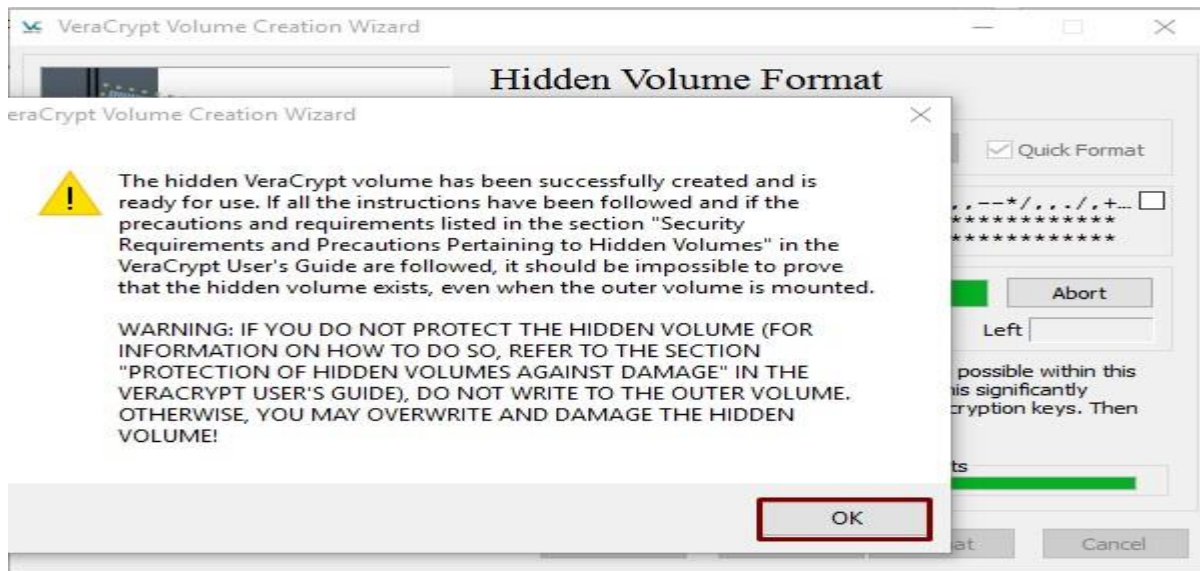 VeraCrypt Volume Creation Wizard
Hidden Volume Format
eraCrypt Volume Creation Wizard
Quick Format
The hidden VeraCrypt volume has been successfully created and is
ready for use. If all the instructions have been followed and if the
precautions and requirements listed in the section "Security
Requirements and Precautions Pertaining to Hidden Volumes" in the
VeraCrypt User's Guide are followed, it should be impossible to prove
that the hidden volume exists, even when the outer volume is mounted.
WARNING: IF YOU DO NOT PROTECT THE HIDDEN VOLUME (FOR
INFORMATION ON HOW TO DO SO, REFER TO THE SECTION
"PROTECTION OF HIDDEN VOLUMES AGAINST DAMAGE" IN THE
VERACRYPT USER'S GUIDE), DO NOT WRITE TO THE OUTER VOLUME.
OTHERWISE, YOU MAY OVERWRITE AND DAMAGE THE HIDDEN
VOLUME!
OK
,,--*/,../,+...
************
************
Abort
Left
possible within this
is significantly
cryption keys. Then
ts
at
Cancel